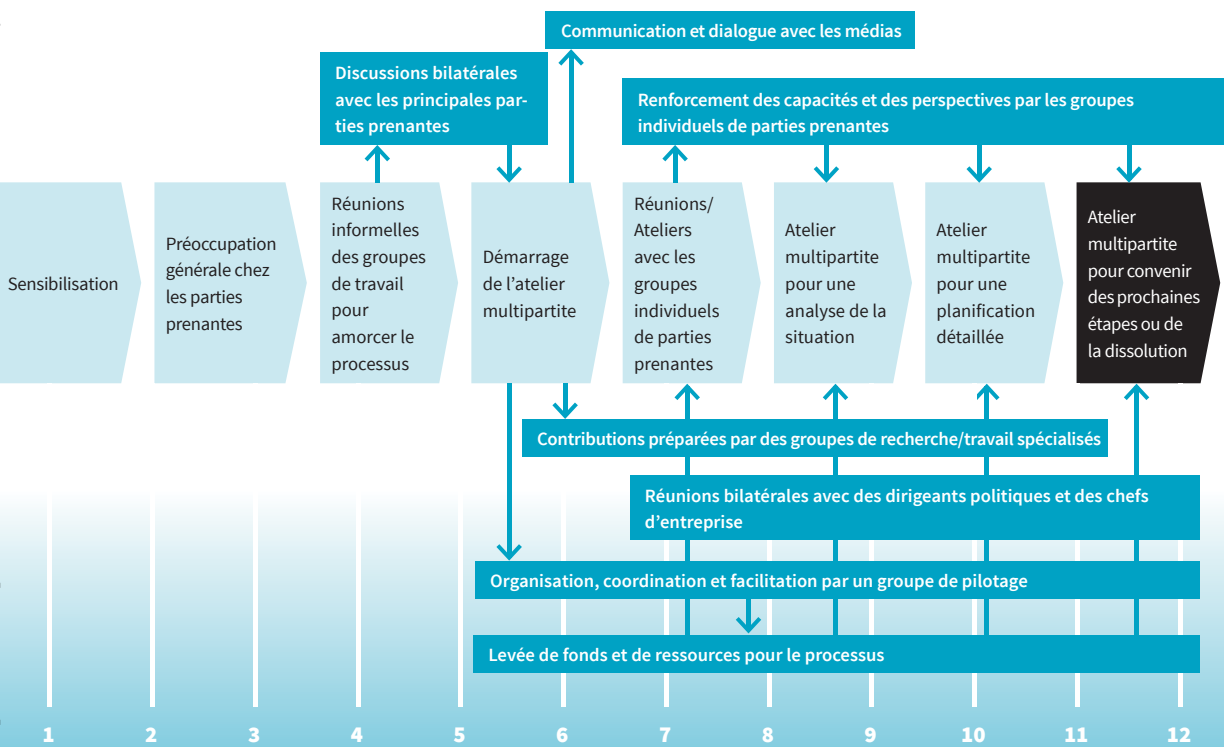 Communication et dialogue avec les médias
Discussions bilatérales
avec les principales par-
ties prenantes
Renforcement des capacités et des perspectives par les groupes
individuels de parties prenantes
Sensibilisation
Préoccupation
générale chez
les parties
prenantes
Réunions
informelles
des groupes
de travail
pour
amorcer le
processus
Démarrage
de l’atelier
multipartite
Réunions/
Ateliers
avec les
groupes
individuels
de parties
prenantes
Atelier
multipartite
pour une
analyse de la
situation
Atelier
multipartite
pour une
planification
détaillée
Atelier
multipartite
pour convenir
des prochaines
étapes ou de
la dissolution
Contributions préparées par des groupes de recherche/travail spécialisés
Réunions bilatérales avec des dirigeants politiques et des chefs
d’entreprise
Organisation, coordination et facilitation par un groupe de pilotage
Levée de fonds et de ressources pour le processus
1 2 3 4 5 6 7 8 9 10 11 12